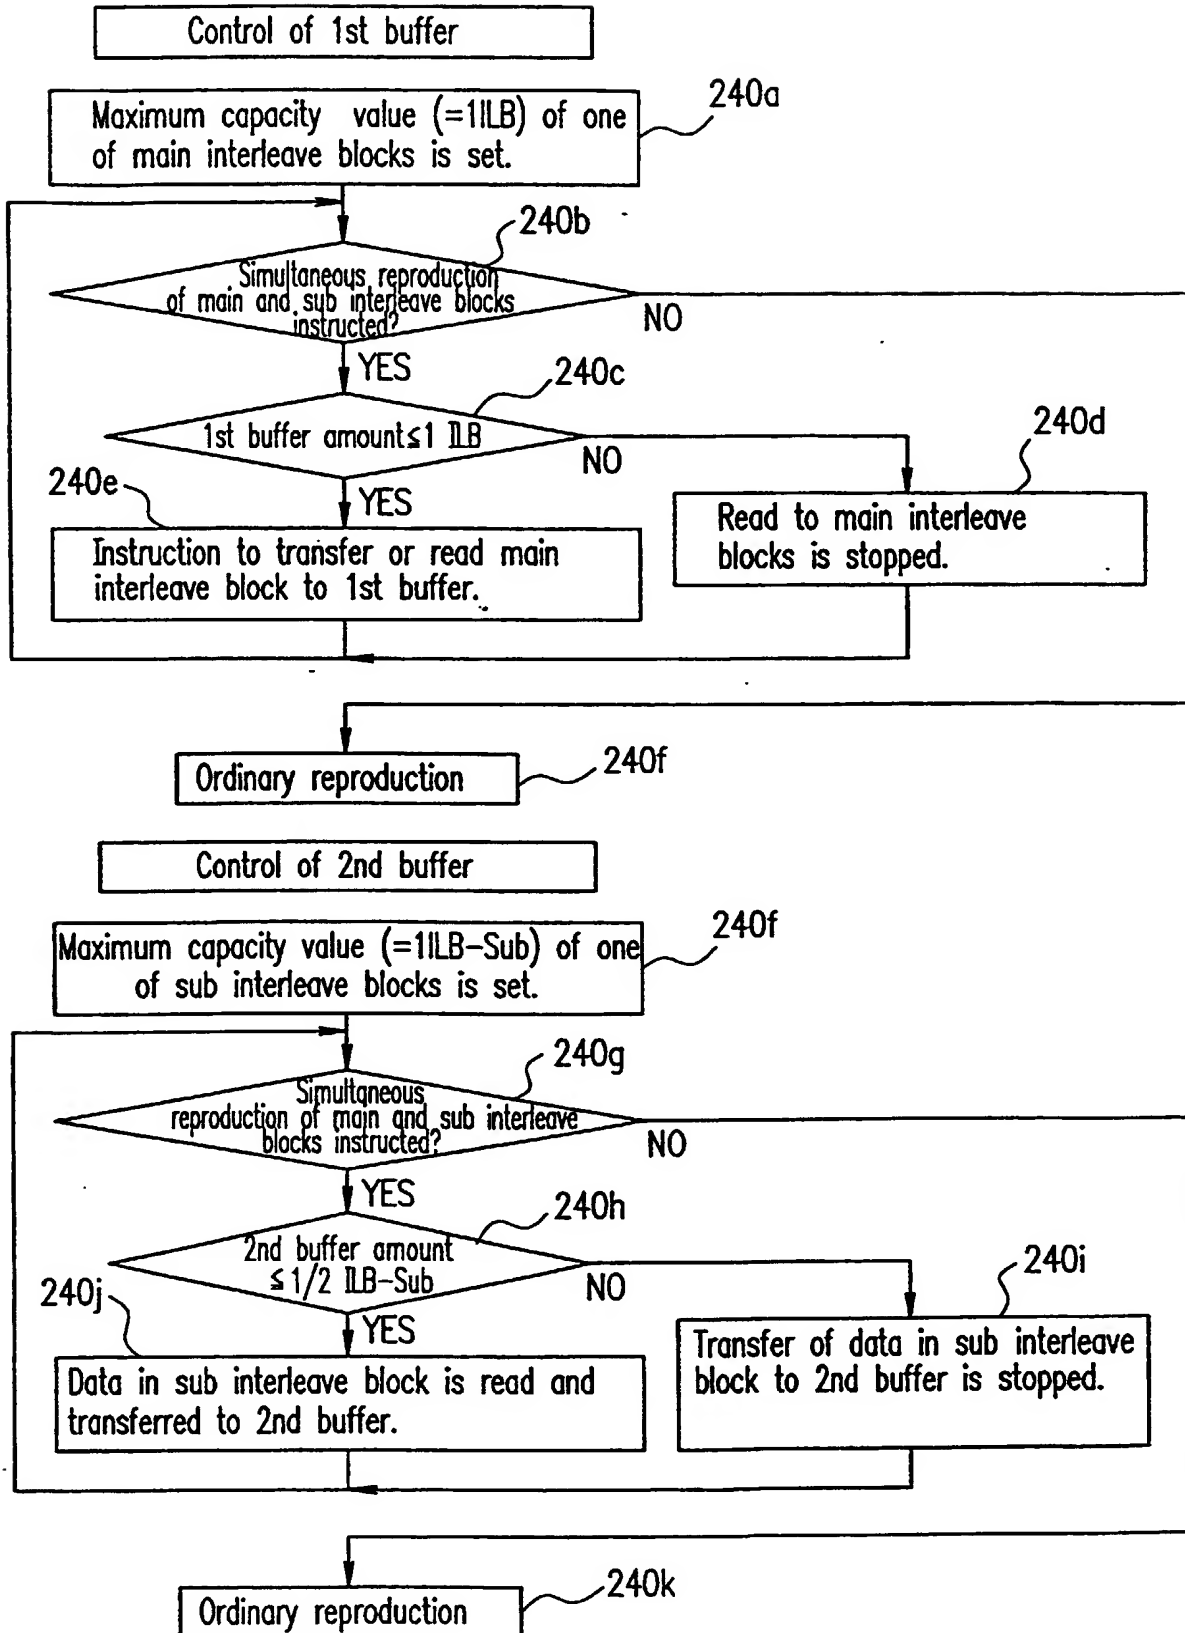 Control of 1st buffer
240a
Maximum capacity value (=1ILB) of one
of main interleave blocks is set.
240b
Simultaneous reproduction
of main and sub interleave blocks
instructed?
NO
YES
240c
1st buffer amount≦1 ILB
NO
240d
YES
240e
Instruction to transfer or read main
interleave block to 1st buffer.
Read to main interleave
blocks is stopped.
Ordinary reproduction
240f
Control of 2nd buffer
240f
Maximum capacity value (=1ILB-Sub) of one
of sub interleave blocks is set.
240g
Simultaneous
reproduction of main and sub interleave
blocks instructed?
NO
YES
240h
2nd buffer amount
≦1/2 ILB-Sub
NO
240i
240j
YES
Data in sub interleave block is read and
transferred to 2nd buffer.
Transfer of data in sub interleave
block to 2nd buffer is stopped.
240k
Ordinary reproduction